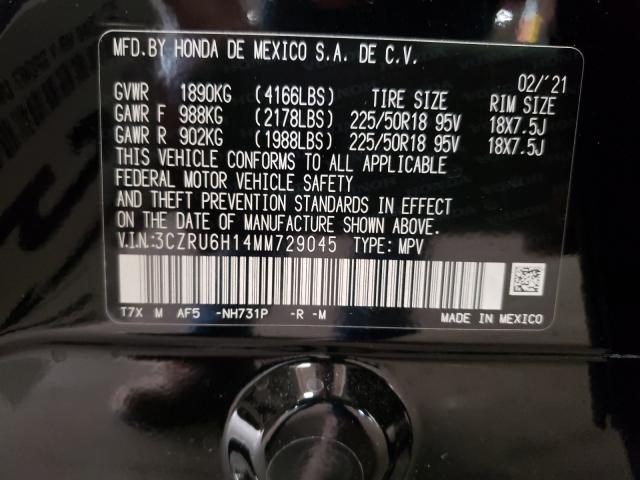 MFD.BY HONDA DE MEXICO S.A. DE C.V.
02/'21
GVWR 1890KG (4166LBS) TIRE SIZE RIM SIZE
GAWR F 988KG (2178LBS) 225/50R18 95V 18X7.5J
GAWR R 902KG (1988LBS) 225/50R18 95V 18X7.5J
THIS VEHICLE CONFORMS TO ALL APPLICABLE
FEDERAL MOTOR VEHICLE SAFETY
AND THEFT PREVENTION STANDARDS IN EFFECT
ON THE DATE OF MANUFACTURE SHOWN ABOVE.
V.I.N.:3CZRU6H14MM729045 TYPE: MPV
T7X M AF5 -NH731P -R -M
MADE IN MEXICO